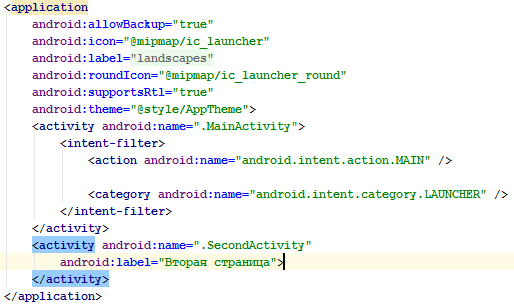 <application
android:allowBackup="true"
android:icon="@mipmap/ic_launcher"
android:label="landscapes"
android:roundIcon="@mipmap/ic_launcher_round"
android:supportsRtl="true"
android:theme="@style/AppTheme">
<activity android:name=".MainActivity">
<intent-filter>
<action android:name="android.intent.action.MAIN" />
<category android:name="android.intent.category.LAUNCHER" />
</intent-filter>
</activity>
<activity android:name=".SecondActivity"
android:label="Вторая страница">
</activity>
</application>